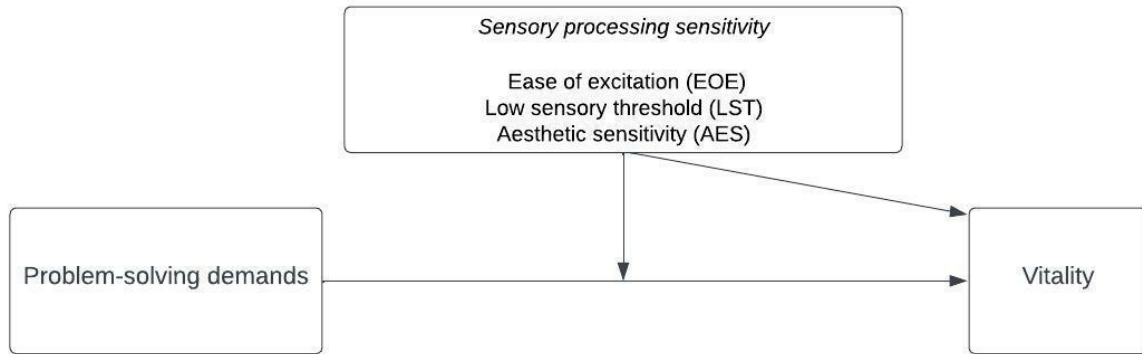 Sensory processing sensitivity
Ease of excitation (EOE)
Low sensory threshold (LST)
Aesthetic sensitivity (AES)
Problem-solving demands
Vitality